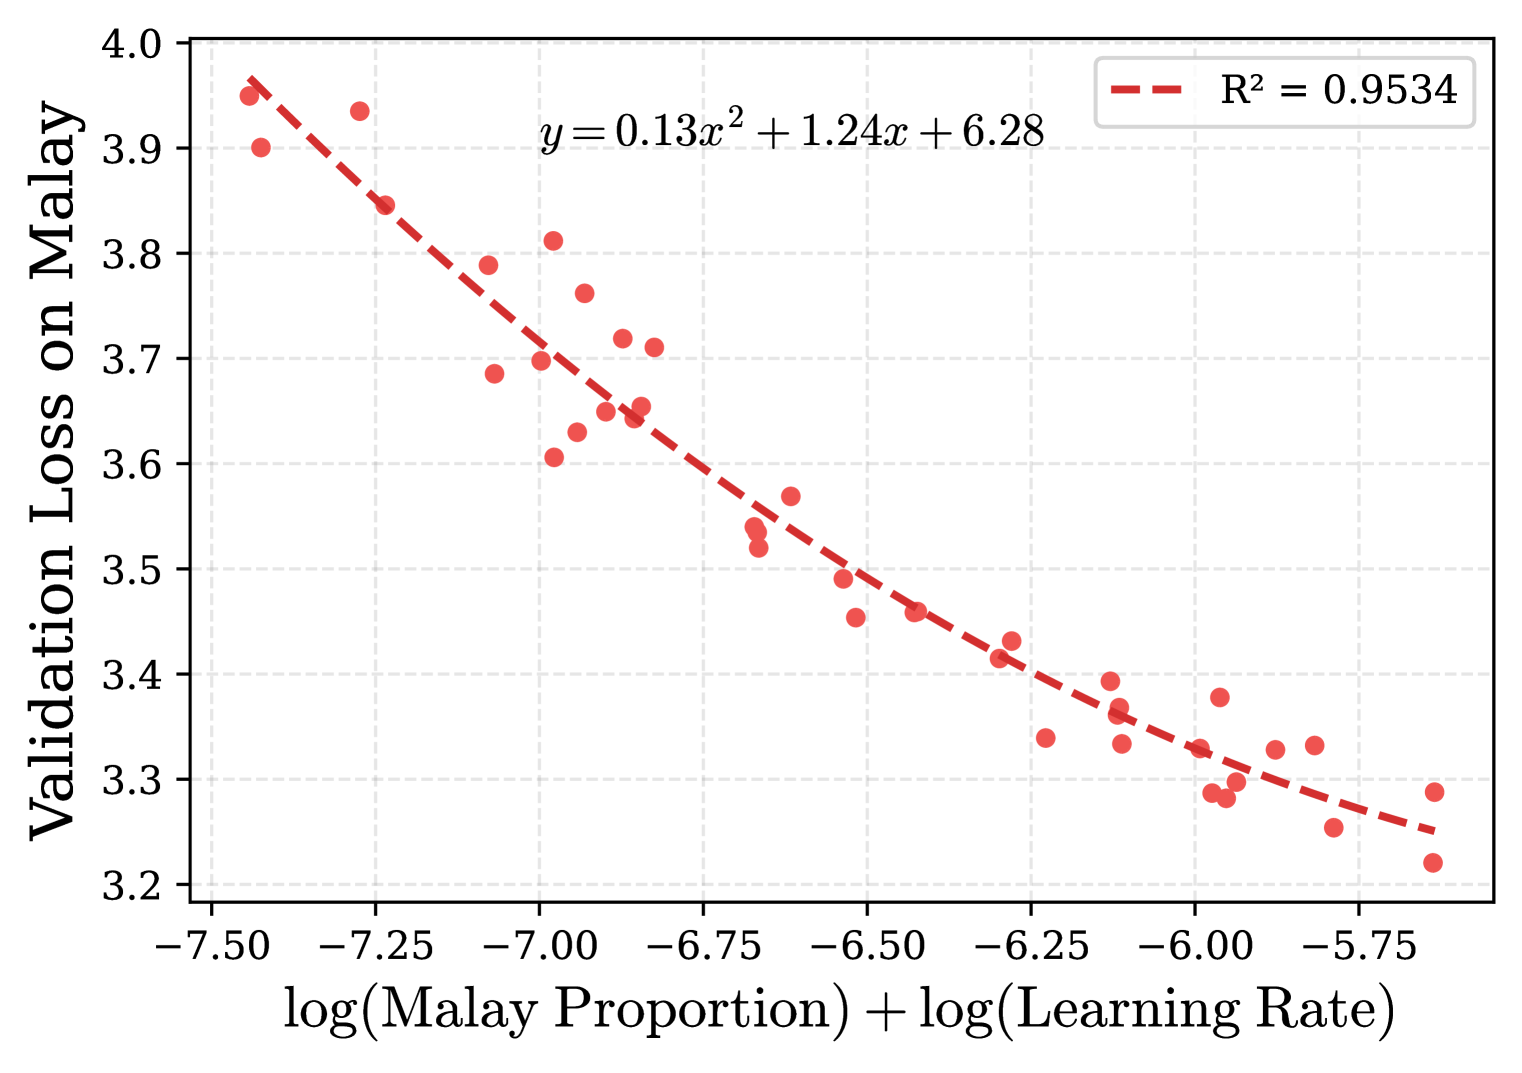 R² = 0.9534
y = 0.13x² + 1.24x + 6.28
Validation Loss on Malay
4.0
3.9
3.8
3.7
3.6
3.5
3.4
3.3
3.2
−7.50 −7.25 −7.00 −6.75 −6.50 −6.25 −6.00 −5.75
log(Malay Proportion) + log(Learning Rate)